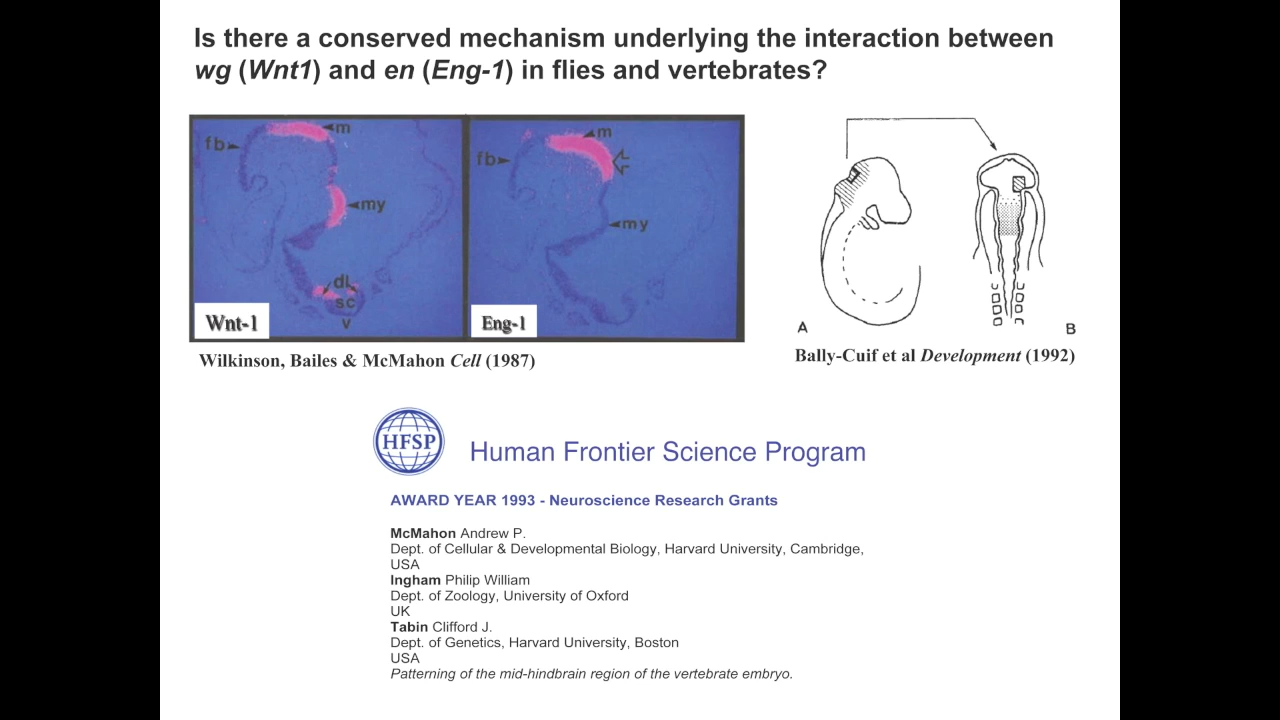 Is there a conserved mechanism underlying the interaction between
wg (Wnt1) and en (Eng-1) in flies and vertebrates?
fb
m
my
dl
sc
v
Wnt-1
fb
m
my
Eng-1
A
B
Wilkinson, Bailes & McMahon Cell (1987)
Bally-Cuif et al Development (1992)
HFSP
Human Frontier Science Program
AWARD YEAR 1993 - Neuroscience Research Grants
McMahon Andrew P.
Dept. of Cellular & Developmental Biology, Harvard University, Cambridge,
USA
Ingham Philip William
Dept. of Zoology, University of Oxford
UK
Tabin Clifford J.
Dept. of Genetics, Harvard University, Boston
USA
Patterning of the mid-hindbrain region of the vertebrate embryo.